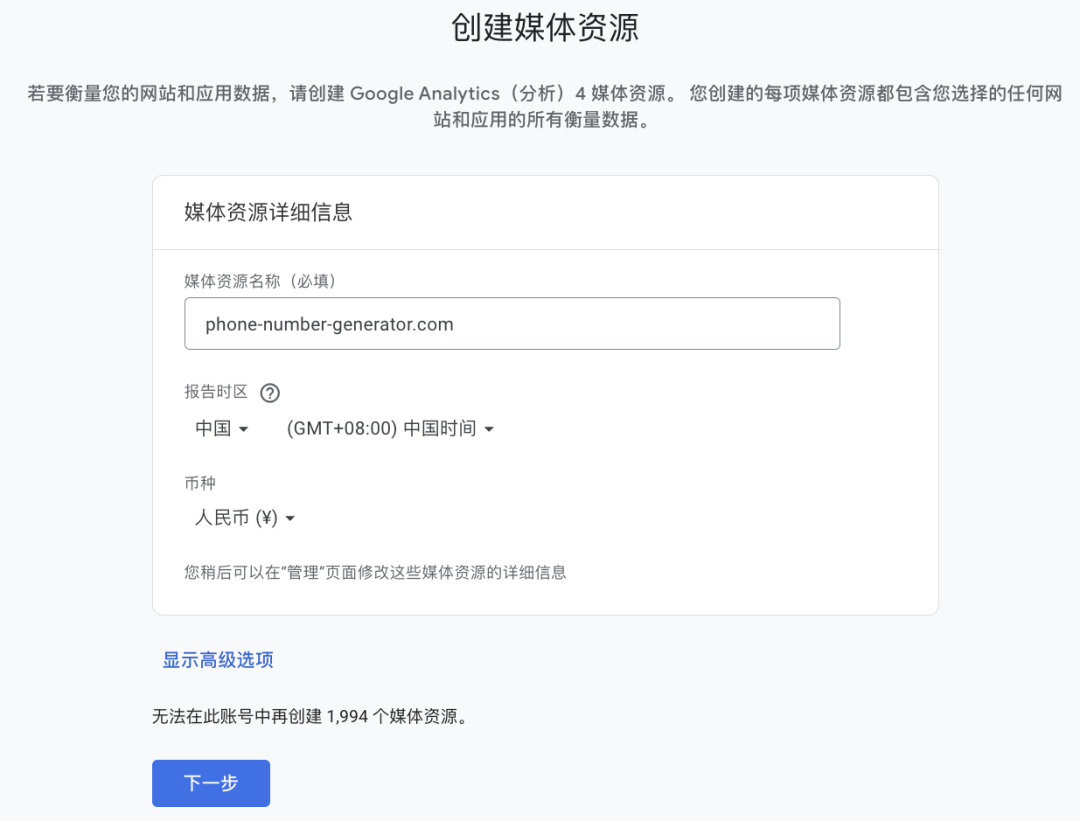 创建媒体资源
若要衡量您的网站和应用数据，请创建 Google Analytics（分析）4 媒体资源。 您创建的每项媒体资源都包含您选择的任何网
站和应用的所有衡量数据。
媒体资源详细信息
媒体资源名称（必填）
phone-number-generator.com
报告时区 ?
中国 (GMT+08:00) 中国时间
币种
人民币 (¥)
您稍后可以在“管理”页面修改这些媒体资源的详细信息
显示高级选项
无法在此账号中再创建 1,994 个媒体资源。
下一步